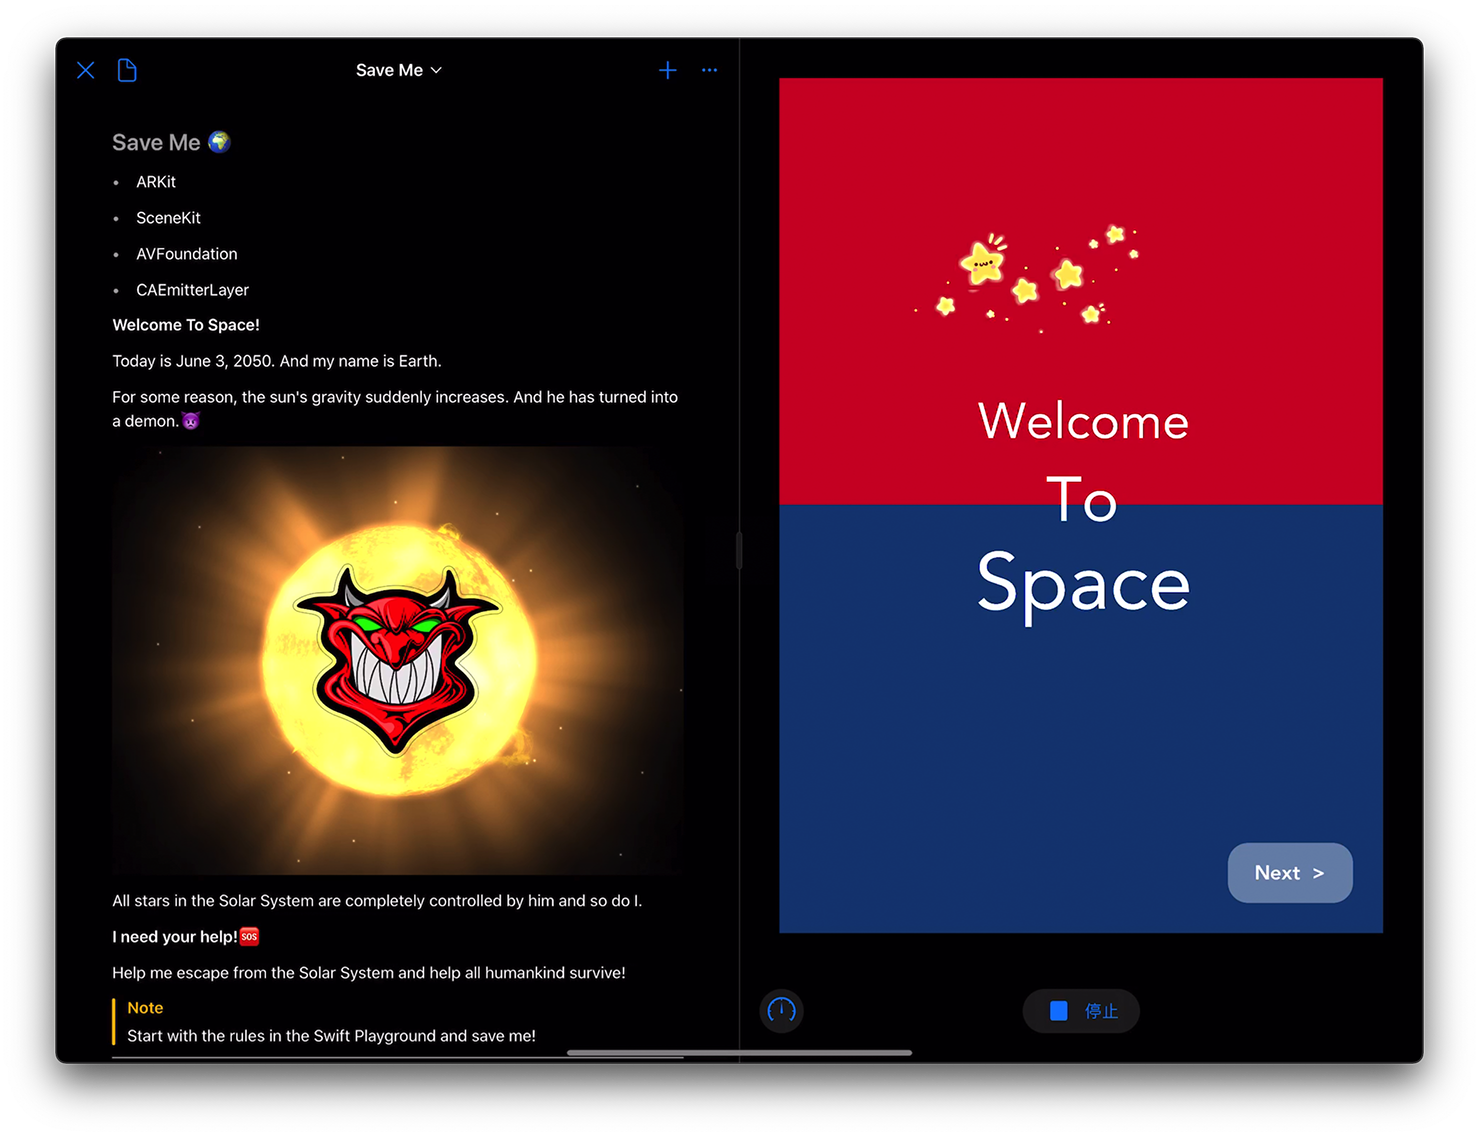 Save Me
Save Me 🌍
• ARKit
• SceneKit
• AVFoundation
• CAEmitterLayer
Welcome To Space!
Today is June 3, 2050. And my name is Earth.
For some reason, the sun's gravity suddenly increases. And he has turned into
a demon.😈
All stars in the Solar System are completely controlled by him and so do I.
I need your help!🆘
Help me escape from the Solar System and help all humankind survive!
Note
Start with the rules in the Swift Playground and save me!
Welcome
To
Space
Next >
停止